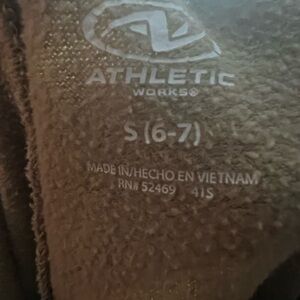 ATHLETIC
WORKS®
S (6-7)
MADE IN/HECHO EN VIETNAM
RN# 52469 41S